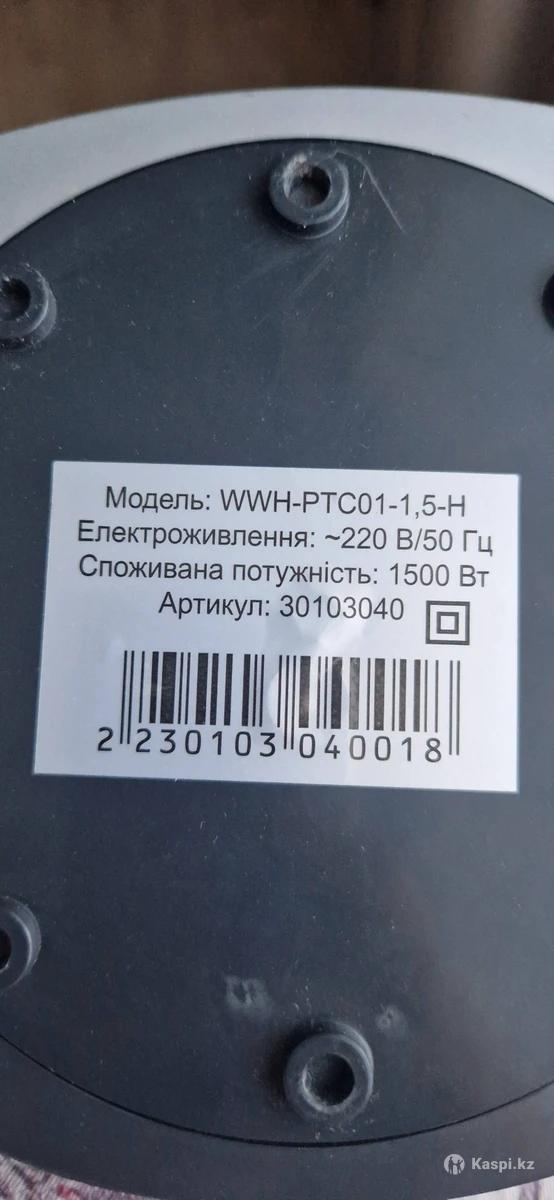 Модель: WWH-PTC01-1,5-H
Електроживлення: ~220 В/50 Гц
Споживана потужність: 1500 Вт
Артикул: 30103040
2 230103 040018
Kaspi.kz